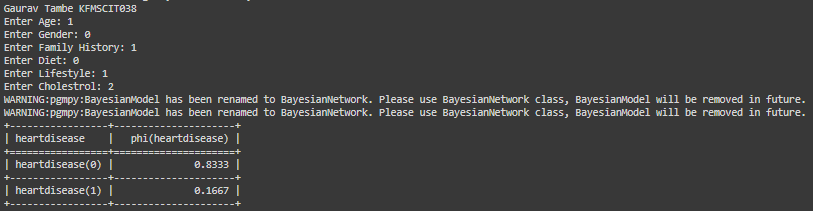 Gaurav Tambe KFMSCIT038
Enter Age: 1
Enter Gender: 0
Enter Family History: 1
Enter Diet: 0
Enter Lifestyle: 1
Enter Cholestrol: 2
WARNING:pgmpy:BayesianModel has been renamed to BayesianNetwork. Please use BayesianNetwork class, BayesianModel will be removed in future.
WARNING:pgmpy:BayesianModel has been renamed to BayesianNetwork. Please use BayesianNetwork class, BayesianModel will be removed in future.
+-----------------+---------------------+
| heartdisease    |   phi(heartdisease) |
+=================+=====================+
| heartdisease(0) |              0.8333 |
+-----------------+---------------------+
| heartdisease(1) |              0.1667 |
+-----------------+---------------------+